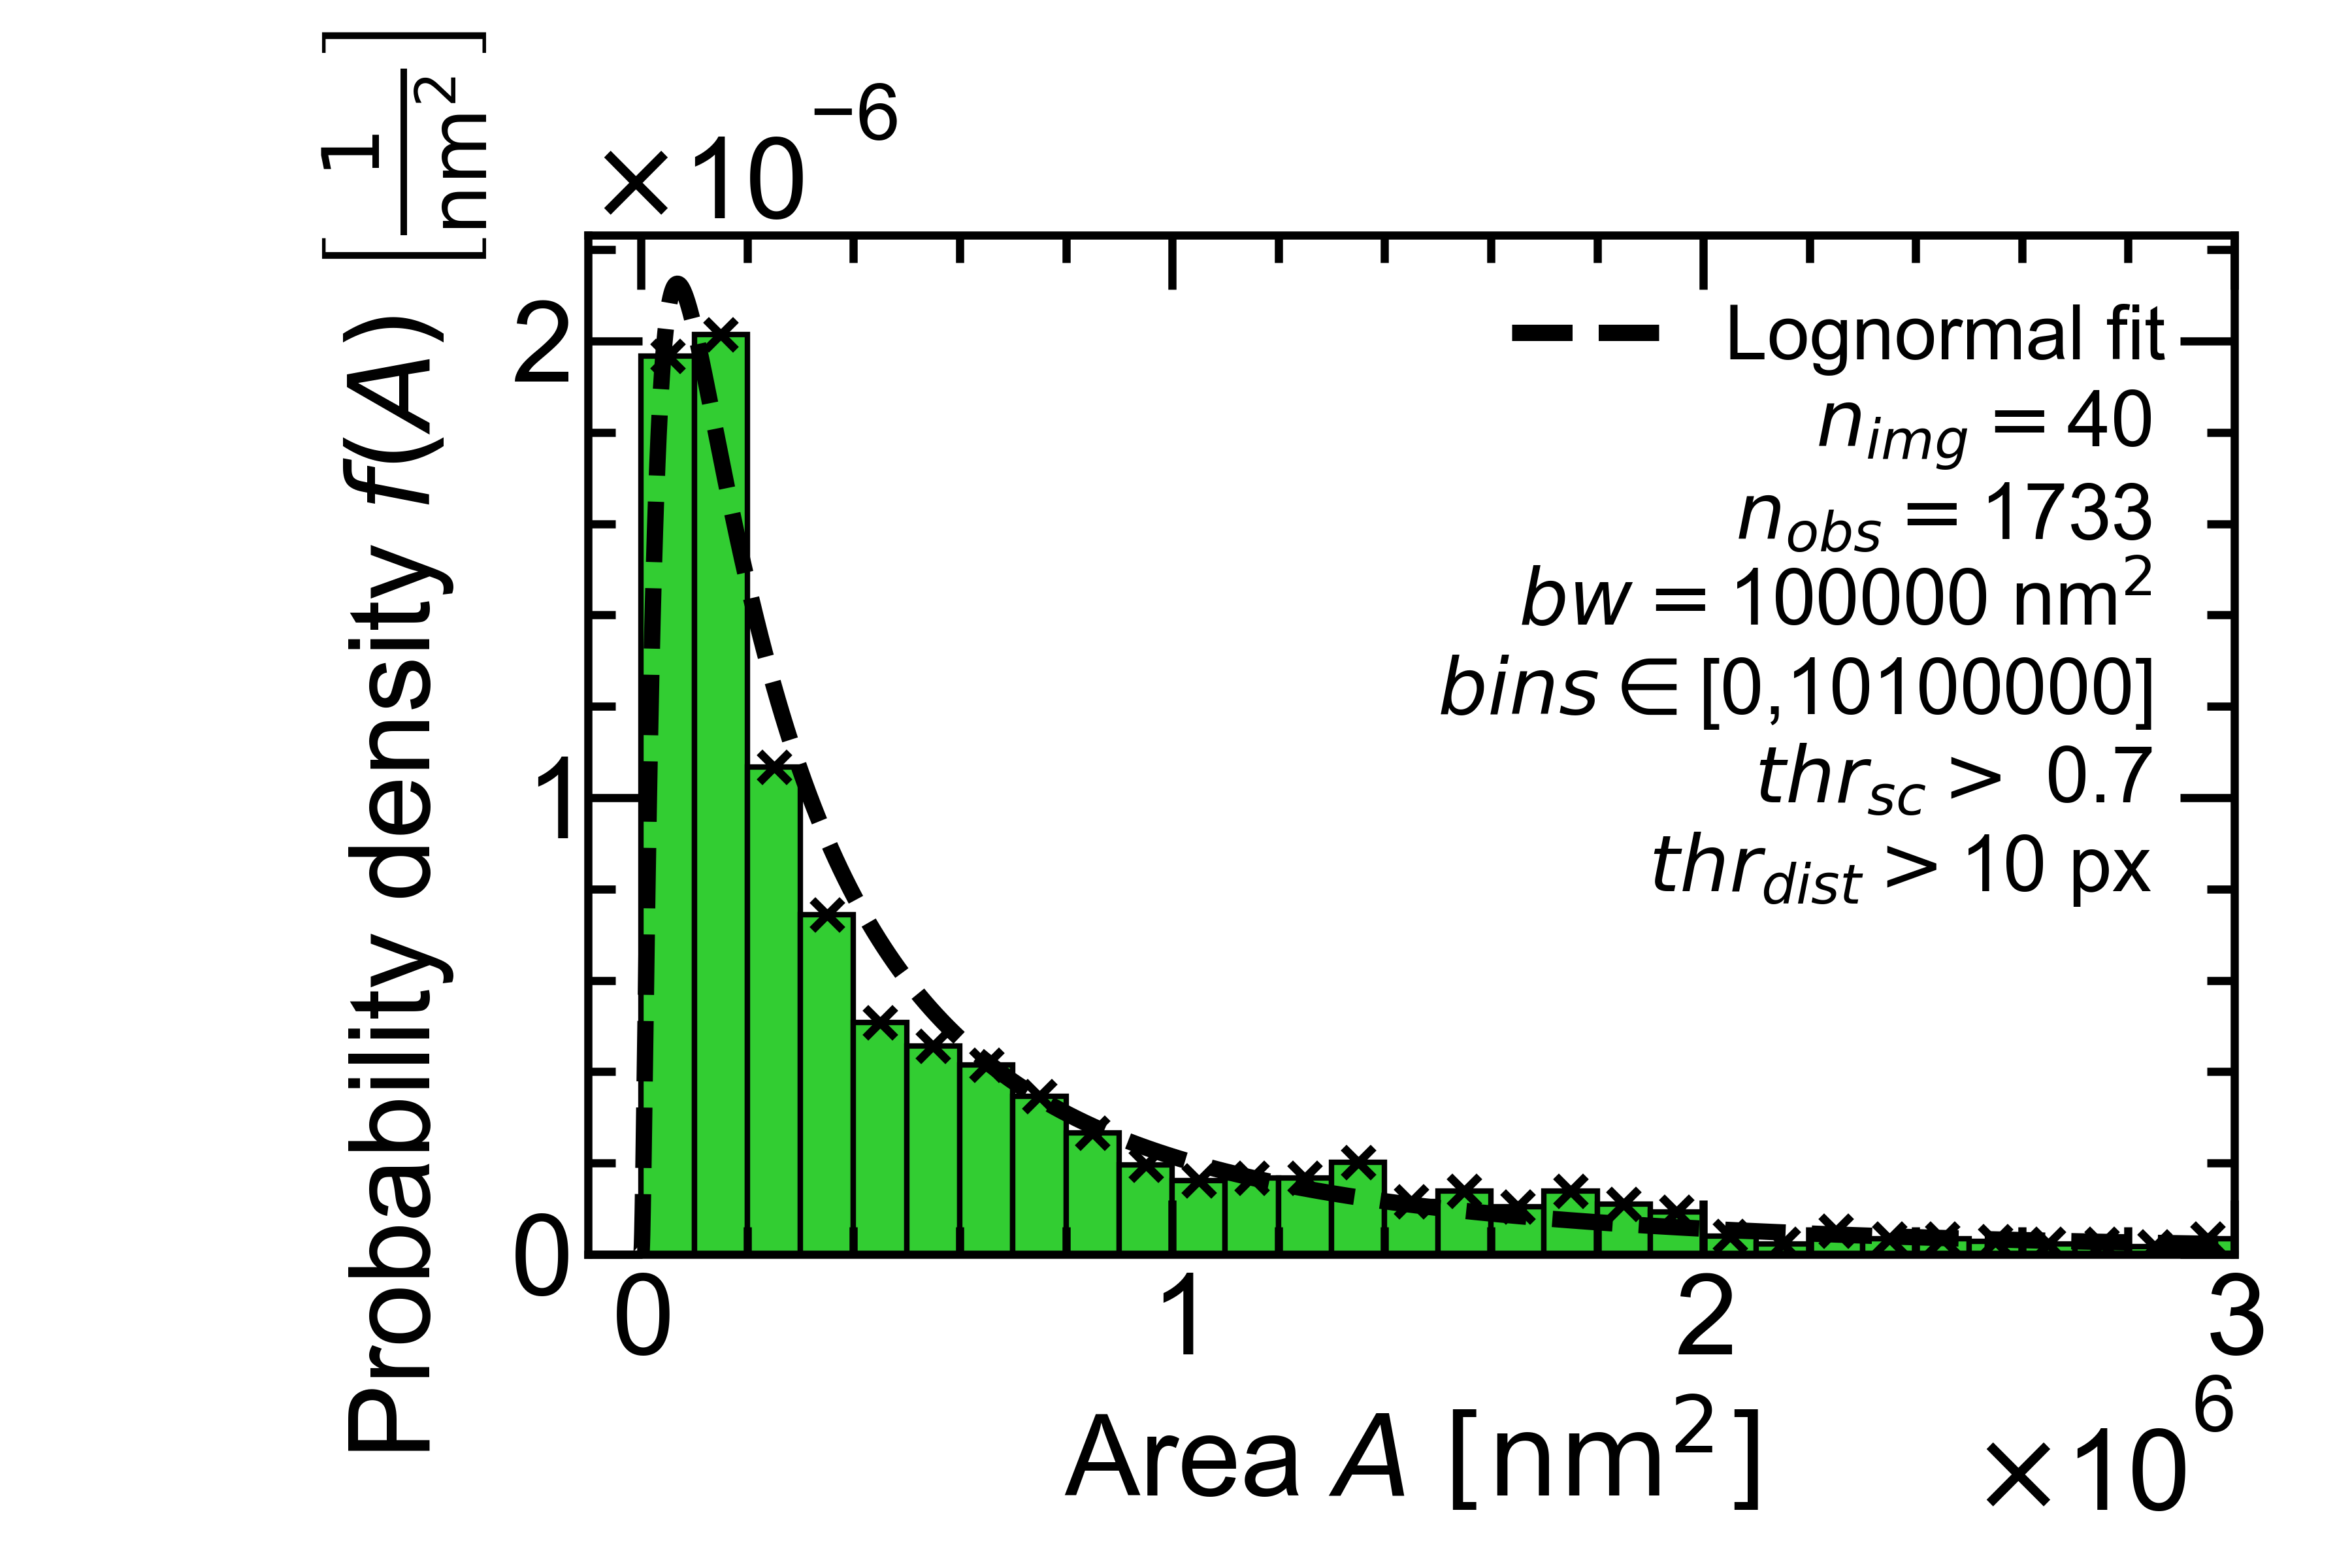 ×10⁻⁶
Probability density f(A) [1/nm²]
2
1
0
Lognormal fit
n_img = 40
n_obs = 1733
bw = 100000 nm²
bins ∈ [0,10100000]
thr_sc > 0.7
thr_dist > 10 px
0 1 2 3
Area A [nm²]
×10⁶